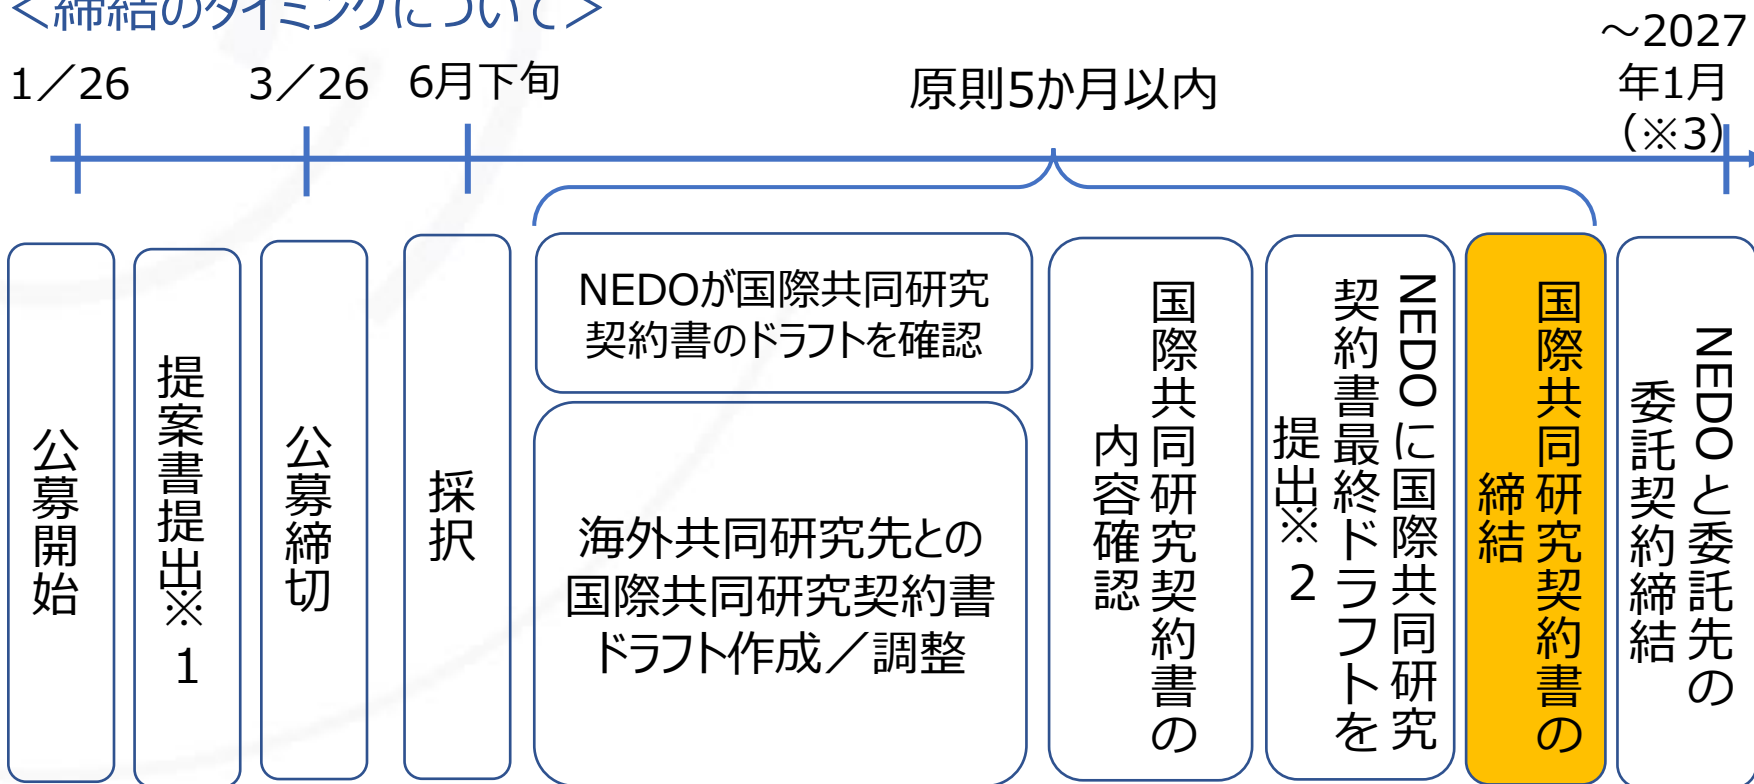 ＜締結のタイミングについて＞
1／26
3／26
6月下旬
原則5か月以内
～2027
年1月
（※3）
公募開始
提案書提出※1
公募締切
採択
NEDOが国際共同研究
契約書のドラフトを確認
海外共同研究先との
国際共同研究契約書
ドラフト作成／調整
国際共同研究契約書の
内容確認
NEDOに国際共同研究
契約書最終ドラフトを
提出※2
国際共同研究契約書の
締結
NEDOと委託先の
委託契約締結